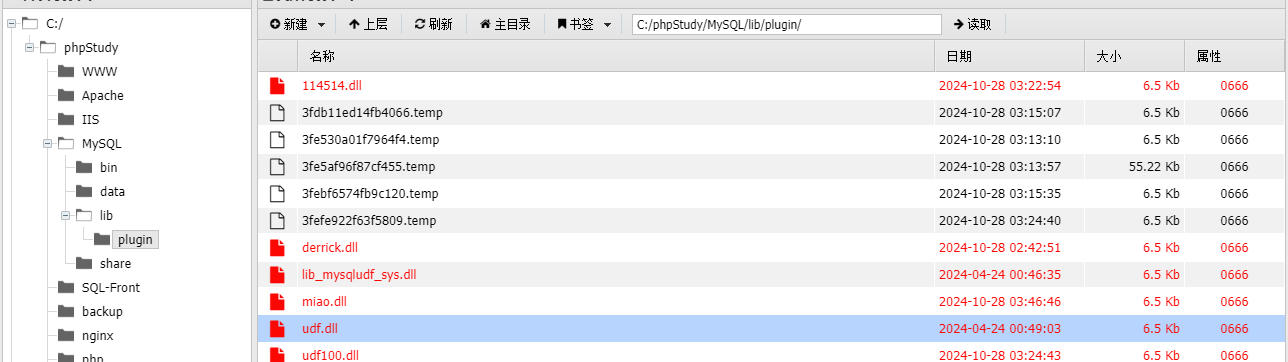 C:/
phpStudy
WWW
Apache
IIS
MySQL
bin
data
lib
plugin
share
SQL-Front
backup
nginx
php
新建 上层 刷新 主目录 书签 C:/phpStudy/MySQL/lib/plugin/ 读取
名称 日期 大小 属性
114514.dll 2024-10-28 03:22:54 6.5 Kb 0666
3fdb11ed14fb4066.temp 2024-10-28 03:15:07 6.5 Kb 0666
3fe530a01f7964f4.temp 2024-10-28 03:13:10 6.5 Kb 0666
3fe5af96f87cf455.temp 2024-10-28 03:13:57 55.22 Kb 0666
3febf6574fb9c120.temp 2024-10-28 03:15:35 6.5 Kb 0666
3fefe922f63f5809.temp 2024-10-28 03:24:40 6.5 Kb 0666
derrick.dll 2024-10-28 02:42:51 6.5 Kb 0666
lib_mysqludf_sys.dll 2024-04-24 00:46:35 6.5 Kb 0666
miao.dll 2024-10-28 03:46:46 6.5 Kb 0666
udf.dll 2024-04-24 00:49:03 6.5 Kb 0666
udf100.dll 2024-10-28 03:24:43 6.5 Kb 0666